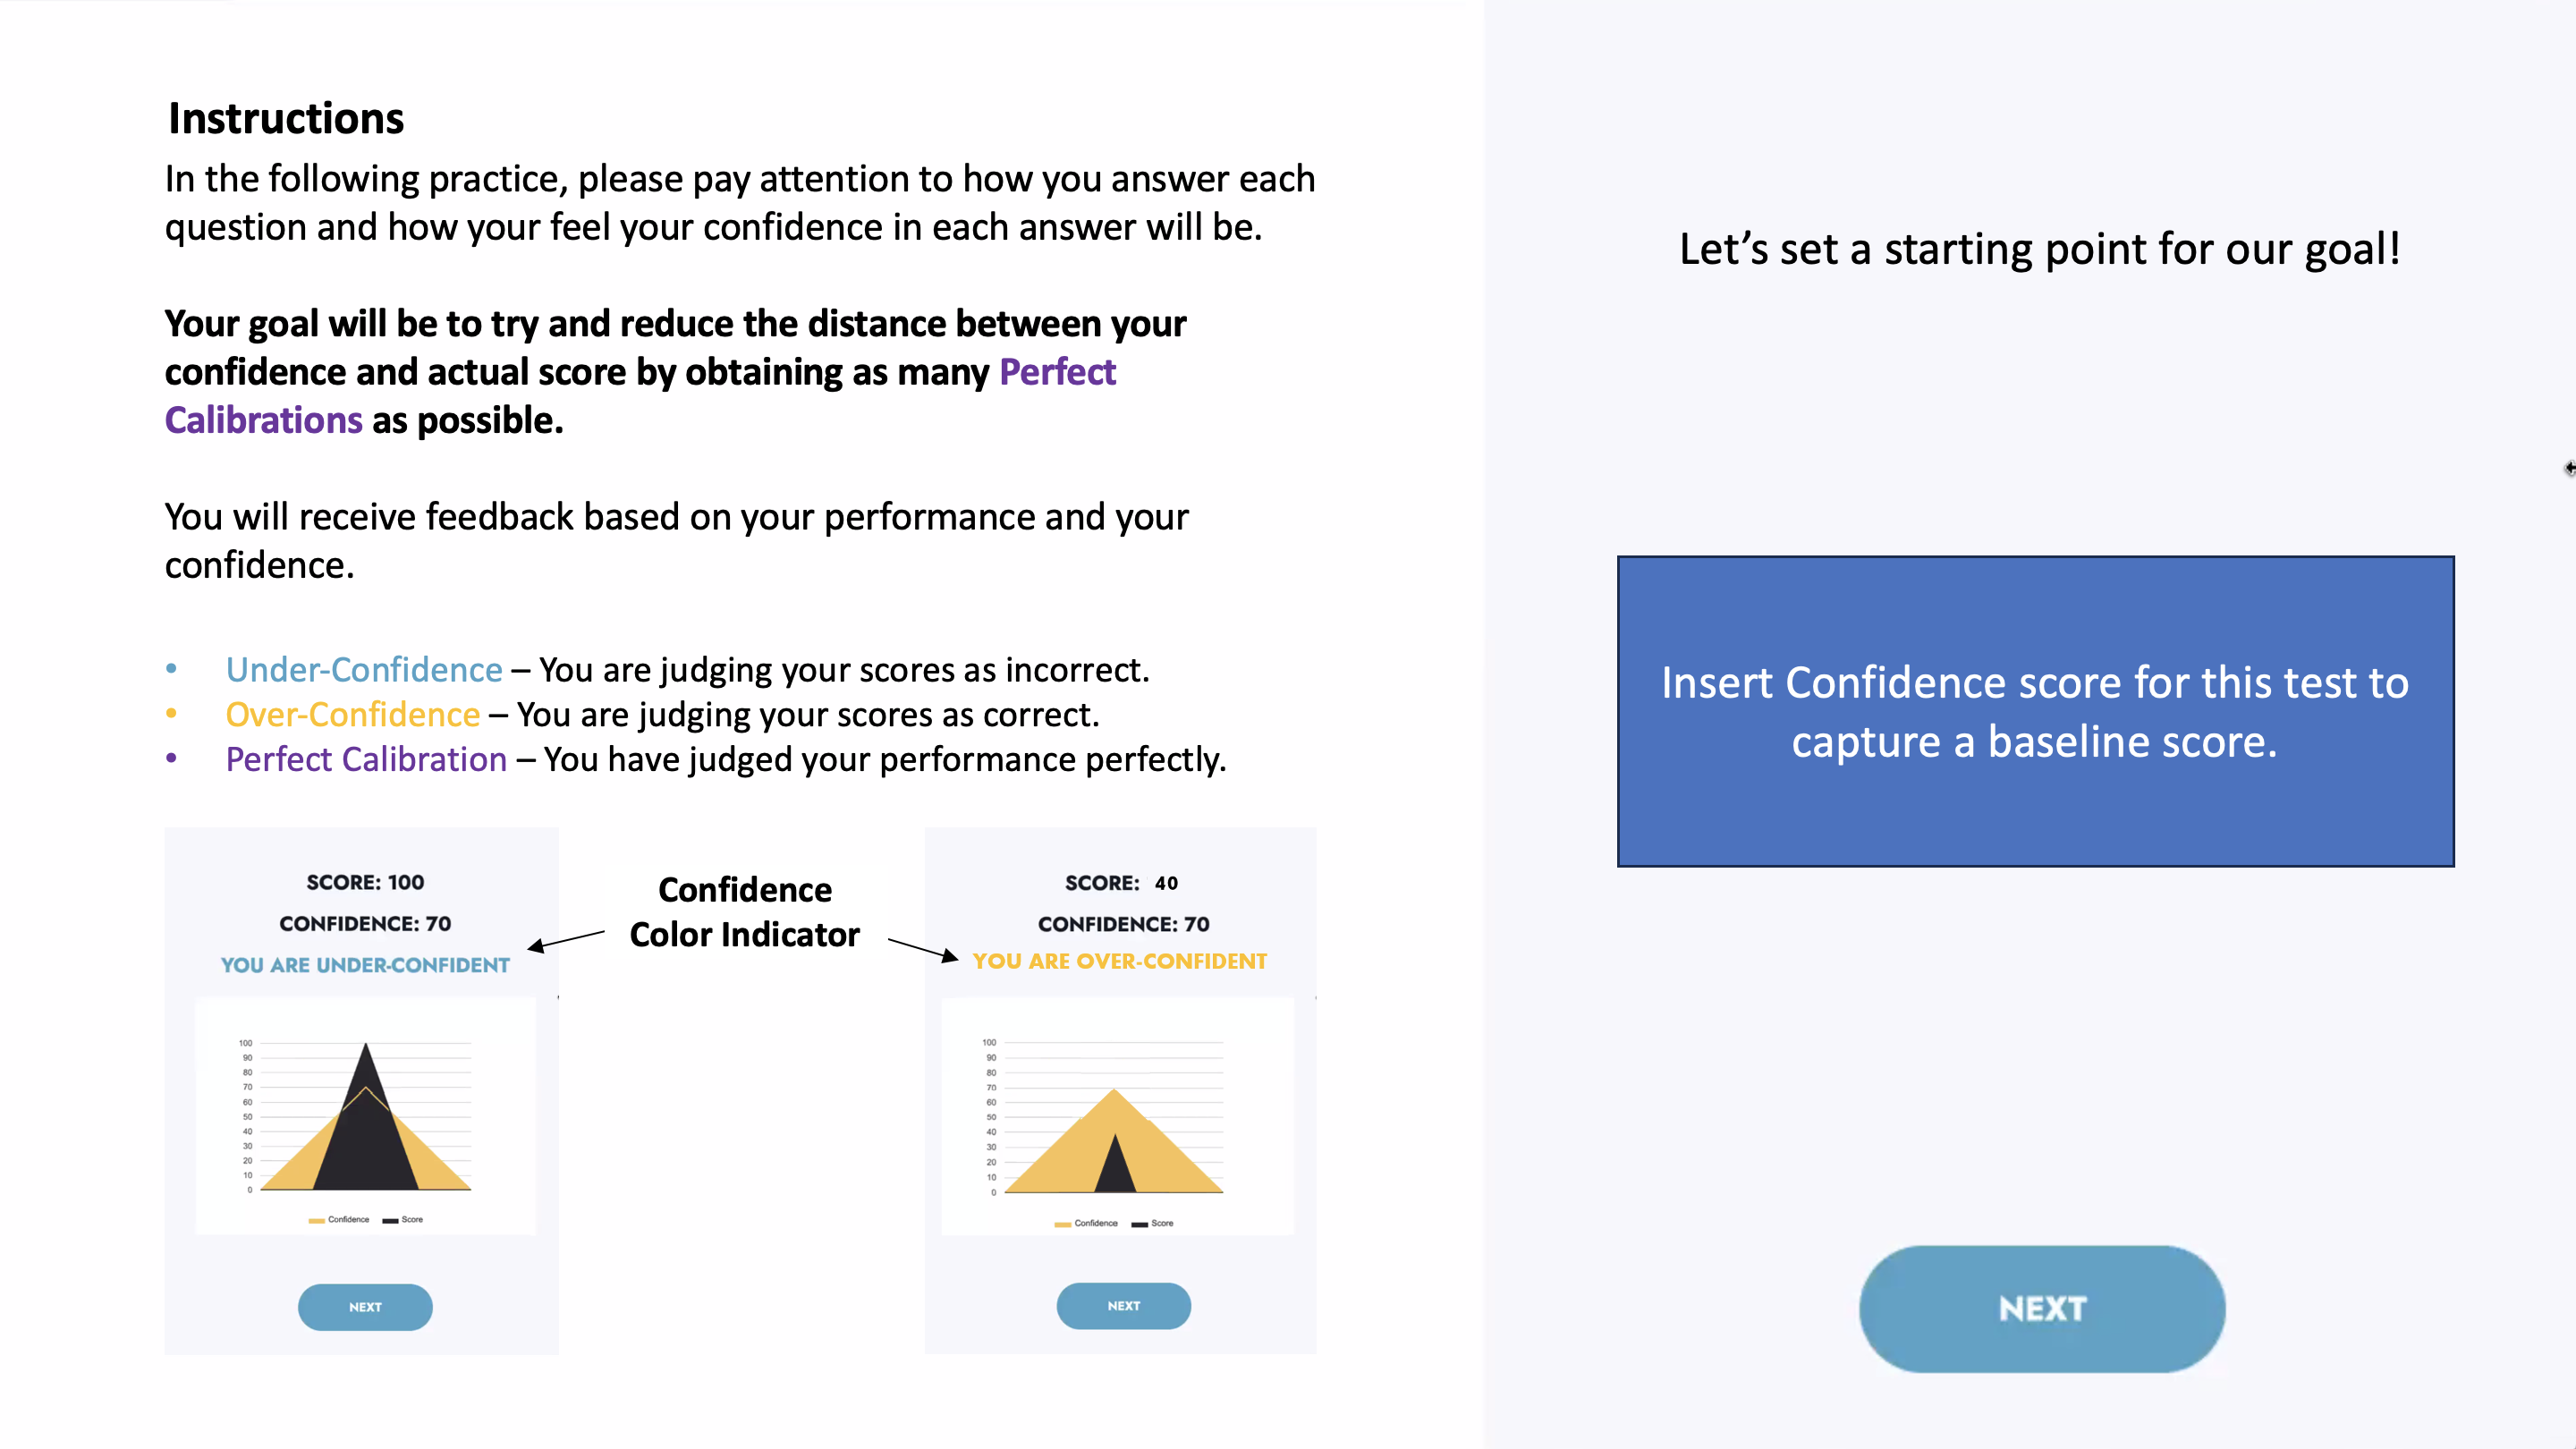 Instructions
In the following practice, please pay attention to how you answer each
question and how your feel your confidence in each answer will be.
Your goal will be to try and reduce the distance between your
confidence and actual score by obtaining as many Perfect
Calibrations as possible.
You will receive feedback based on your performance and your
confidence.
• Under-Confidence – You are judging your scores as incorrect.
• Over-Confidence – You are judging your scores as correct.
• Perfect Calibration – You have judged your performance perfectly.
SCORE: 100
CONFIDENCE: 70
YOU ARE UNDER-CONFIDENT
100
90
80
70
60
50
40
30
20
10
0
Confidence Score
NEXT
Confidence
Color Indicator
SCORE: 40
CONFIDENCE: 70
YOU ARE OVER-CONFIDENT
100
90
80
70
60
50
40
30
20
10
0
Confidence Score
NEXT
Let’s set a starting point for our goal!
Insert Confidence score for this test to
capture a baseline score.
NEXT